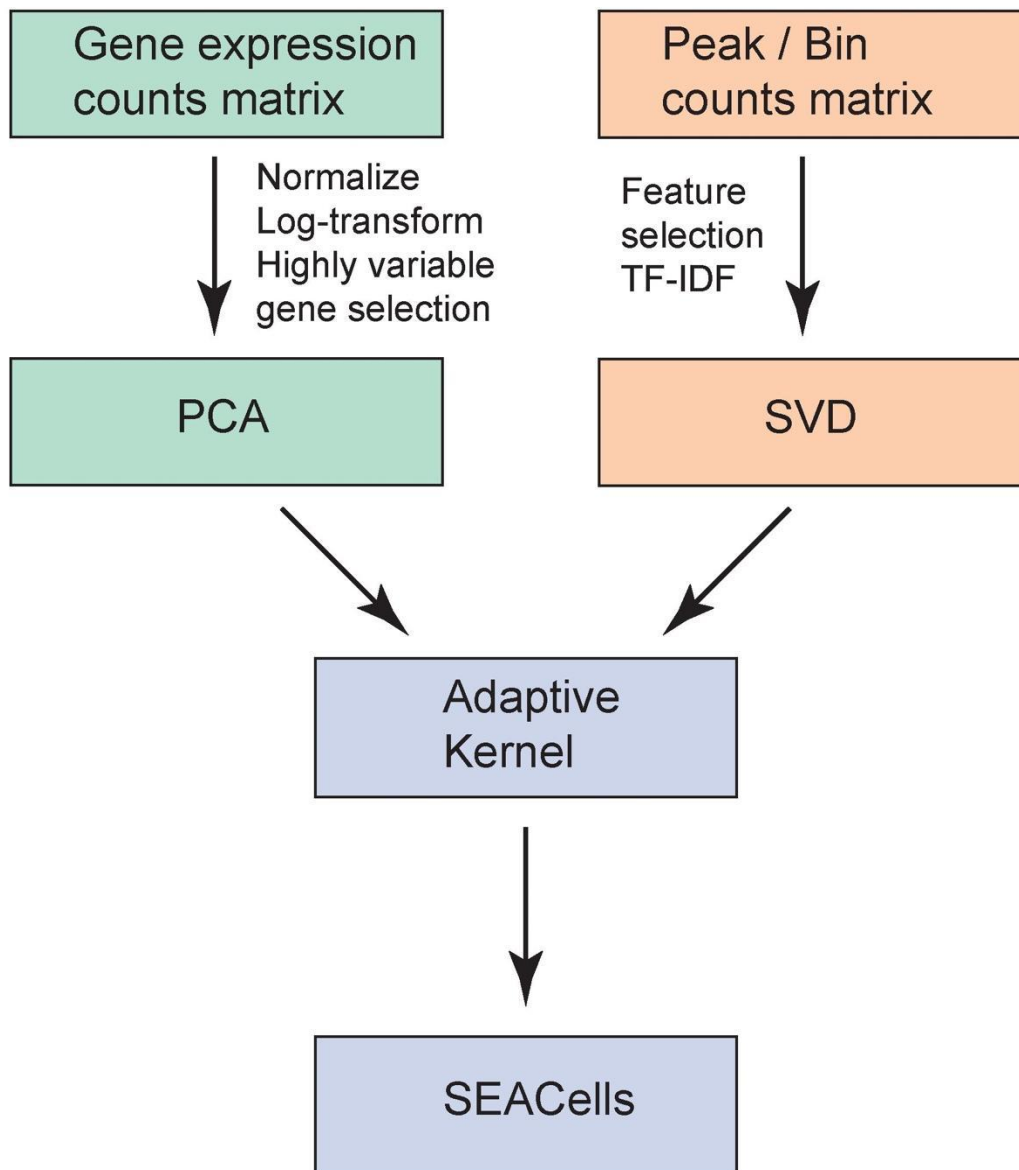 Gene expression
counts matrix
Peak / Bin
counts matrix
Normalize
Log-transform
Highly variable
gene selection
Feature
selection
TF-IDF
PCA
SVD
Adaptive
Kernel
SEACells